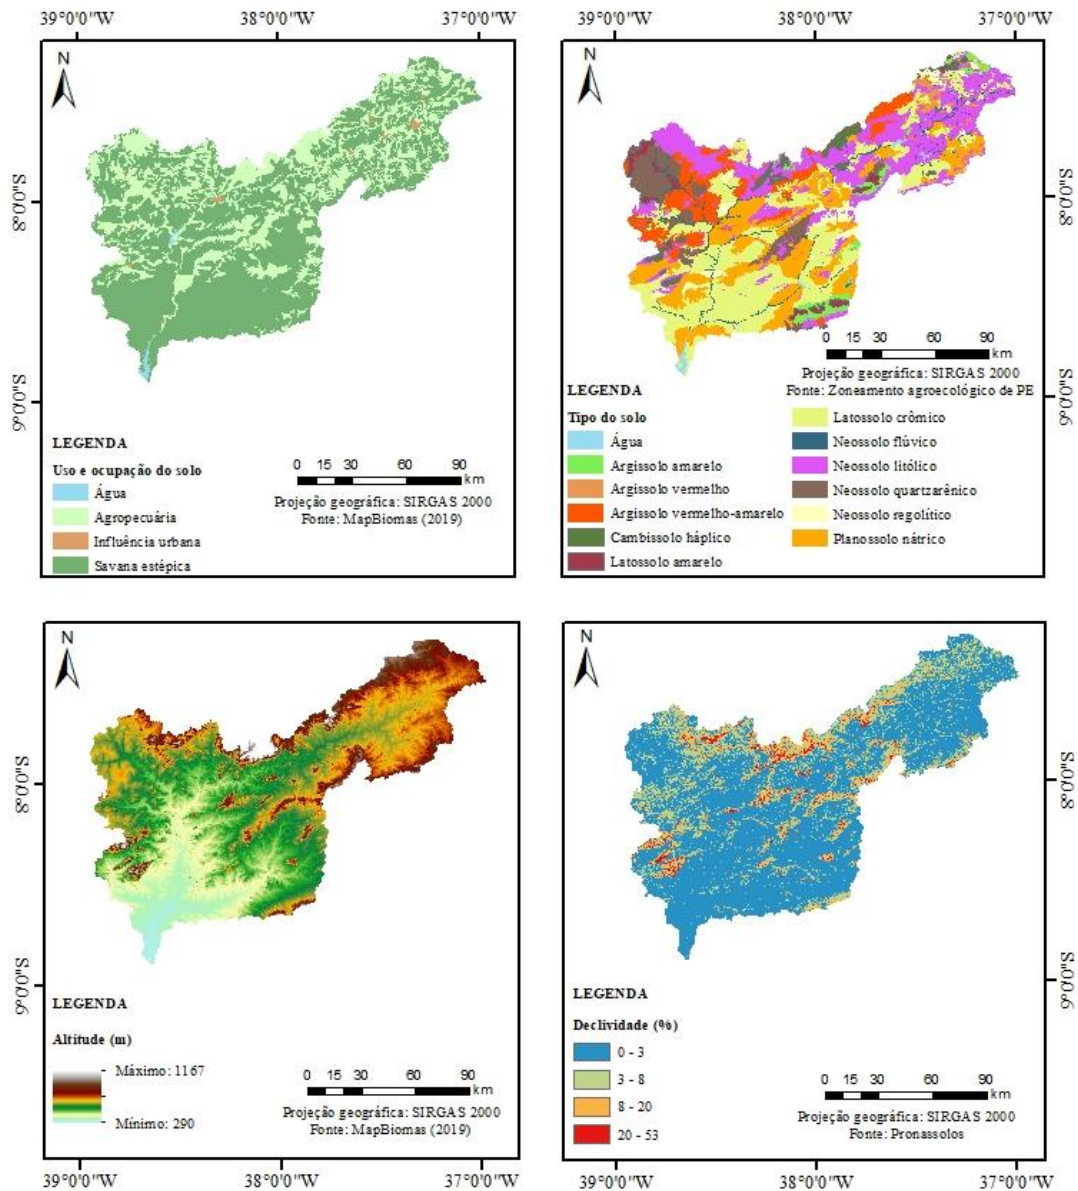 39°0'0"W 38°0'0"W 37°0'0"W 39°0'0"W 38°0'0"W 37°0'0"W
N
8°0'0"S
9°0'0"S
LEGENDA
Uso e ocupação do solo
Água
Agropecuária
Influência urbana
Savana estépica
0 15 30 60 90
km
Projeção geográfica: SIRGAS 2000
Fonte: MapBiomas (2019)
N
8°0'0"S
9°0'0"S
0 15 30 60 90
km
Projeção geográfica: SIRGAS 2000
Fonte: Zoneamento agroecológico de PE
LEGENDA
Tipo do solo
Água
Argissolo amarelo
Argissolo vermelho
Argissolo vermelho-amarelo
Cambissolo háplico
Latossolo amarelo
Latossolo crômico
Neossolo flúvico
Neossolo litólico
Neossolo quartzarênico
Neossolo regolítico
Planossolo nátrico
N
8°0'0"S
9°0'0"S
LEGENDA
Altitude (m)
Máximo: 1167
Mínimo: 290
0 15 30 60 90
km
Projeção geográfica: SIRGAS 2000
Fonte: MapBiomas (2019)
N
8°0'0"S
9°0'0"S
LEGENDA
Declividade (%)
0 - 3
3 - 8
8 - 20
20 - 53
0 15 30 60 90
km
Projeção geográfica: SIRGAS 2000
Fonte: Pronassolos
39°0'0"W 38°0'0"W 37°0'0"W 39°0'0"W 38°0'0"W 37°0'0"W